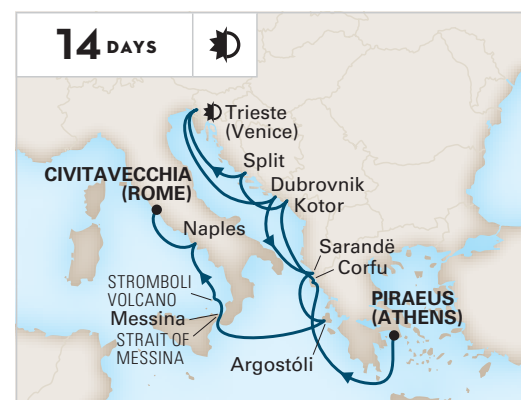 14 DAYS
Trieste
(Venice)
Split
CIVITAVECCHIA
(ROME)
Dubrovnik
Kotor
Naples
Sarandë
Corfu
STROMBOLI
VOLCANO
Messina
STRAIT OF
MESSINA
PIRAEUS
(ATHENS)
Argostóli